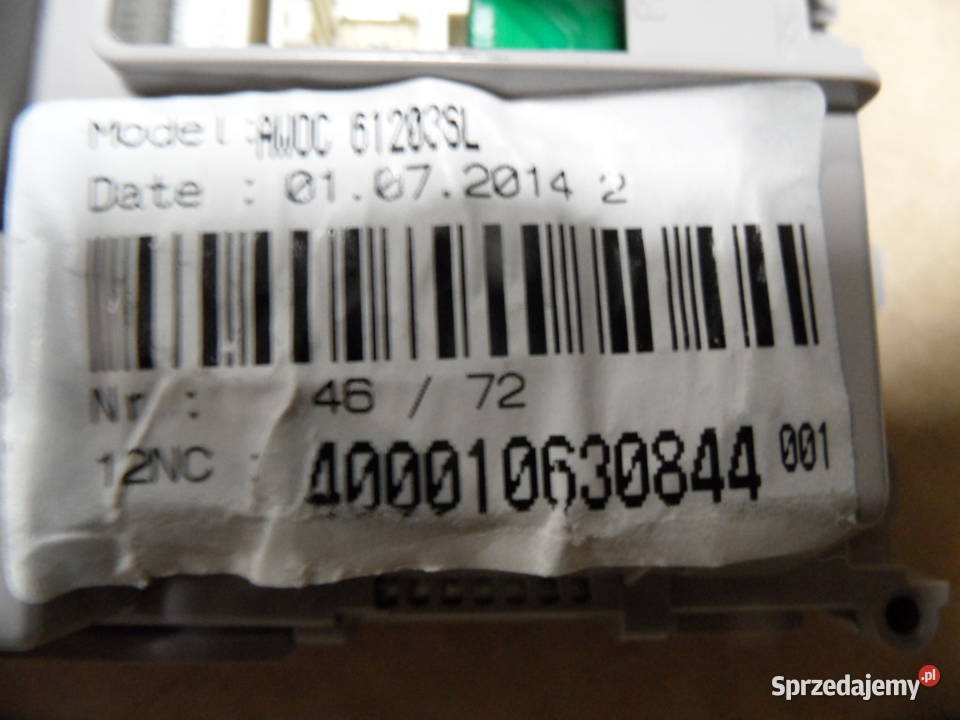 Model : AWOC 61203SL
Date : 01.07.2014 2
Nr : 46 / 72
12NC : 400010630844 001
Sprzedajemy.pl